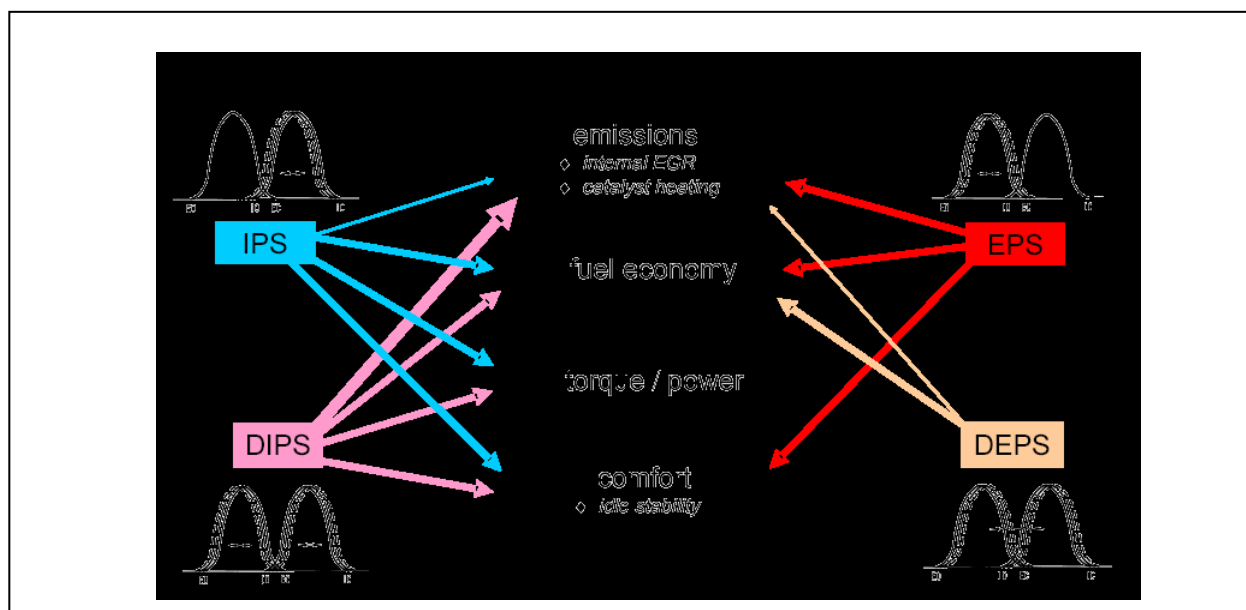 emissions
◊ internal EGR
◊ catalyst heating
IPS
EPS
fuel economy
torque / power
DIPS
DEPS
comfort
◊ idle stability